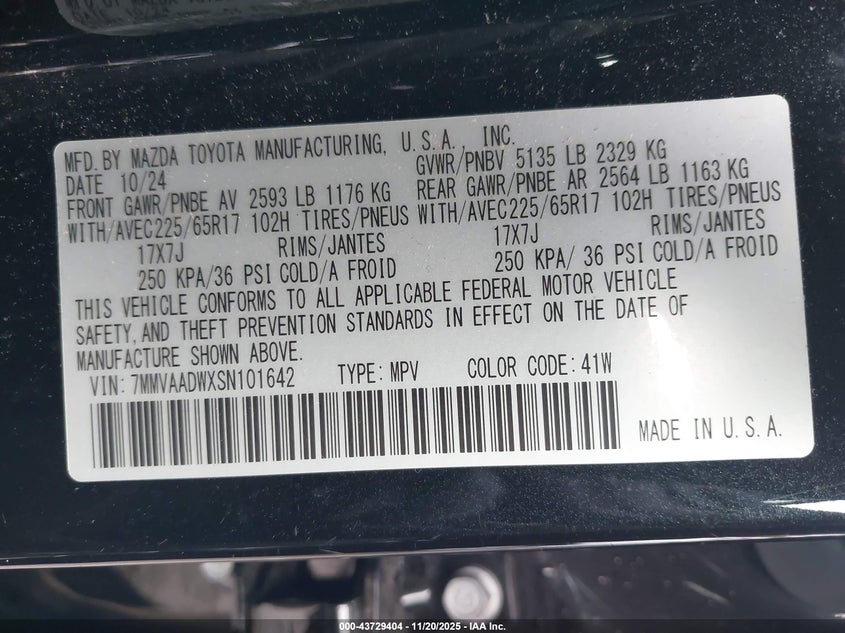 MFD. BY MAZDA TOYOTA MANUFACTURING, U.S.A. INC.
DATE 10/24 GVWR/PNBV 5135 LB 2329 KG
FRONT GAWR/PNBE AV 2593 LB 1176 KG REAR GAWR/PNBE AR 2564 LB 1163 KG
WITH/AVEC225/65R17 102H TIRES/PNEUS WITH/AVEC225/65R17 102H TIRES/PNEUS
17X7J RIMS/JANTES 17X7J RIMS/JANTES
250 KPA/36 PSI COLD/A FROID 250 KPA/ 36 PSI COLD/A FROID
THIS VEHICLE CONFORMS TO ALL APPLICABLE FEDERAL MOTOR VEHICLE
SAFETY, AND THEFT PREVENTION STANDARDS IN EFFECT ON THE DATE OF
MANUFACTURE SHOWN ABOVE.
VIN: 7MMVAADWXSN101642 TYPE: MPV COLOR CODE: 41W
MADE IN U.S.A.
000-43729404 - 11/20/2025 - IAA Inc.